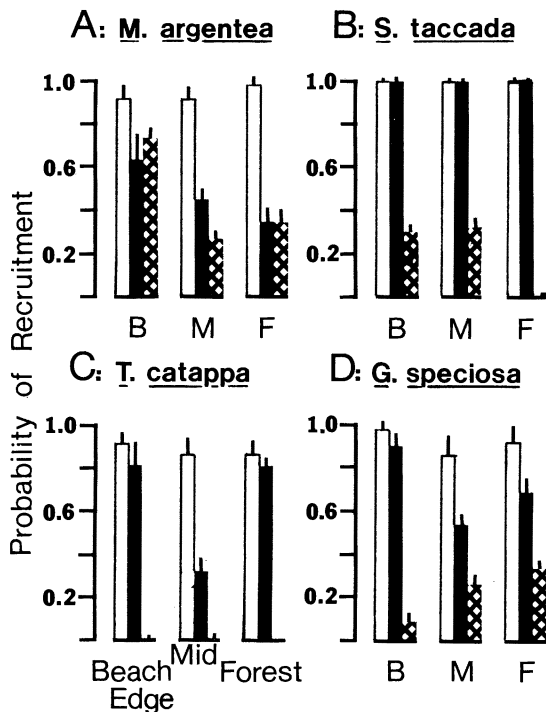 A: M. argentea
B: S. taccada
1.0
0.6
0.2
B M F
1.0
0.6
0.2
B M F
C: T. catappa
D: G. speciosa
1.0
0.6
0.2
Beach Edge Mid Forest
1.0
0.6
0.2
B M F
Probability of Recruitment